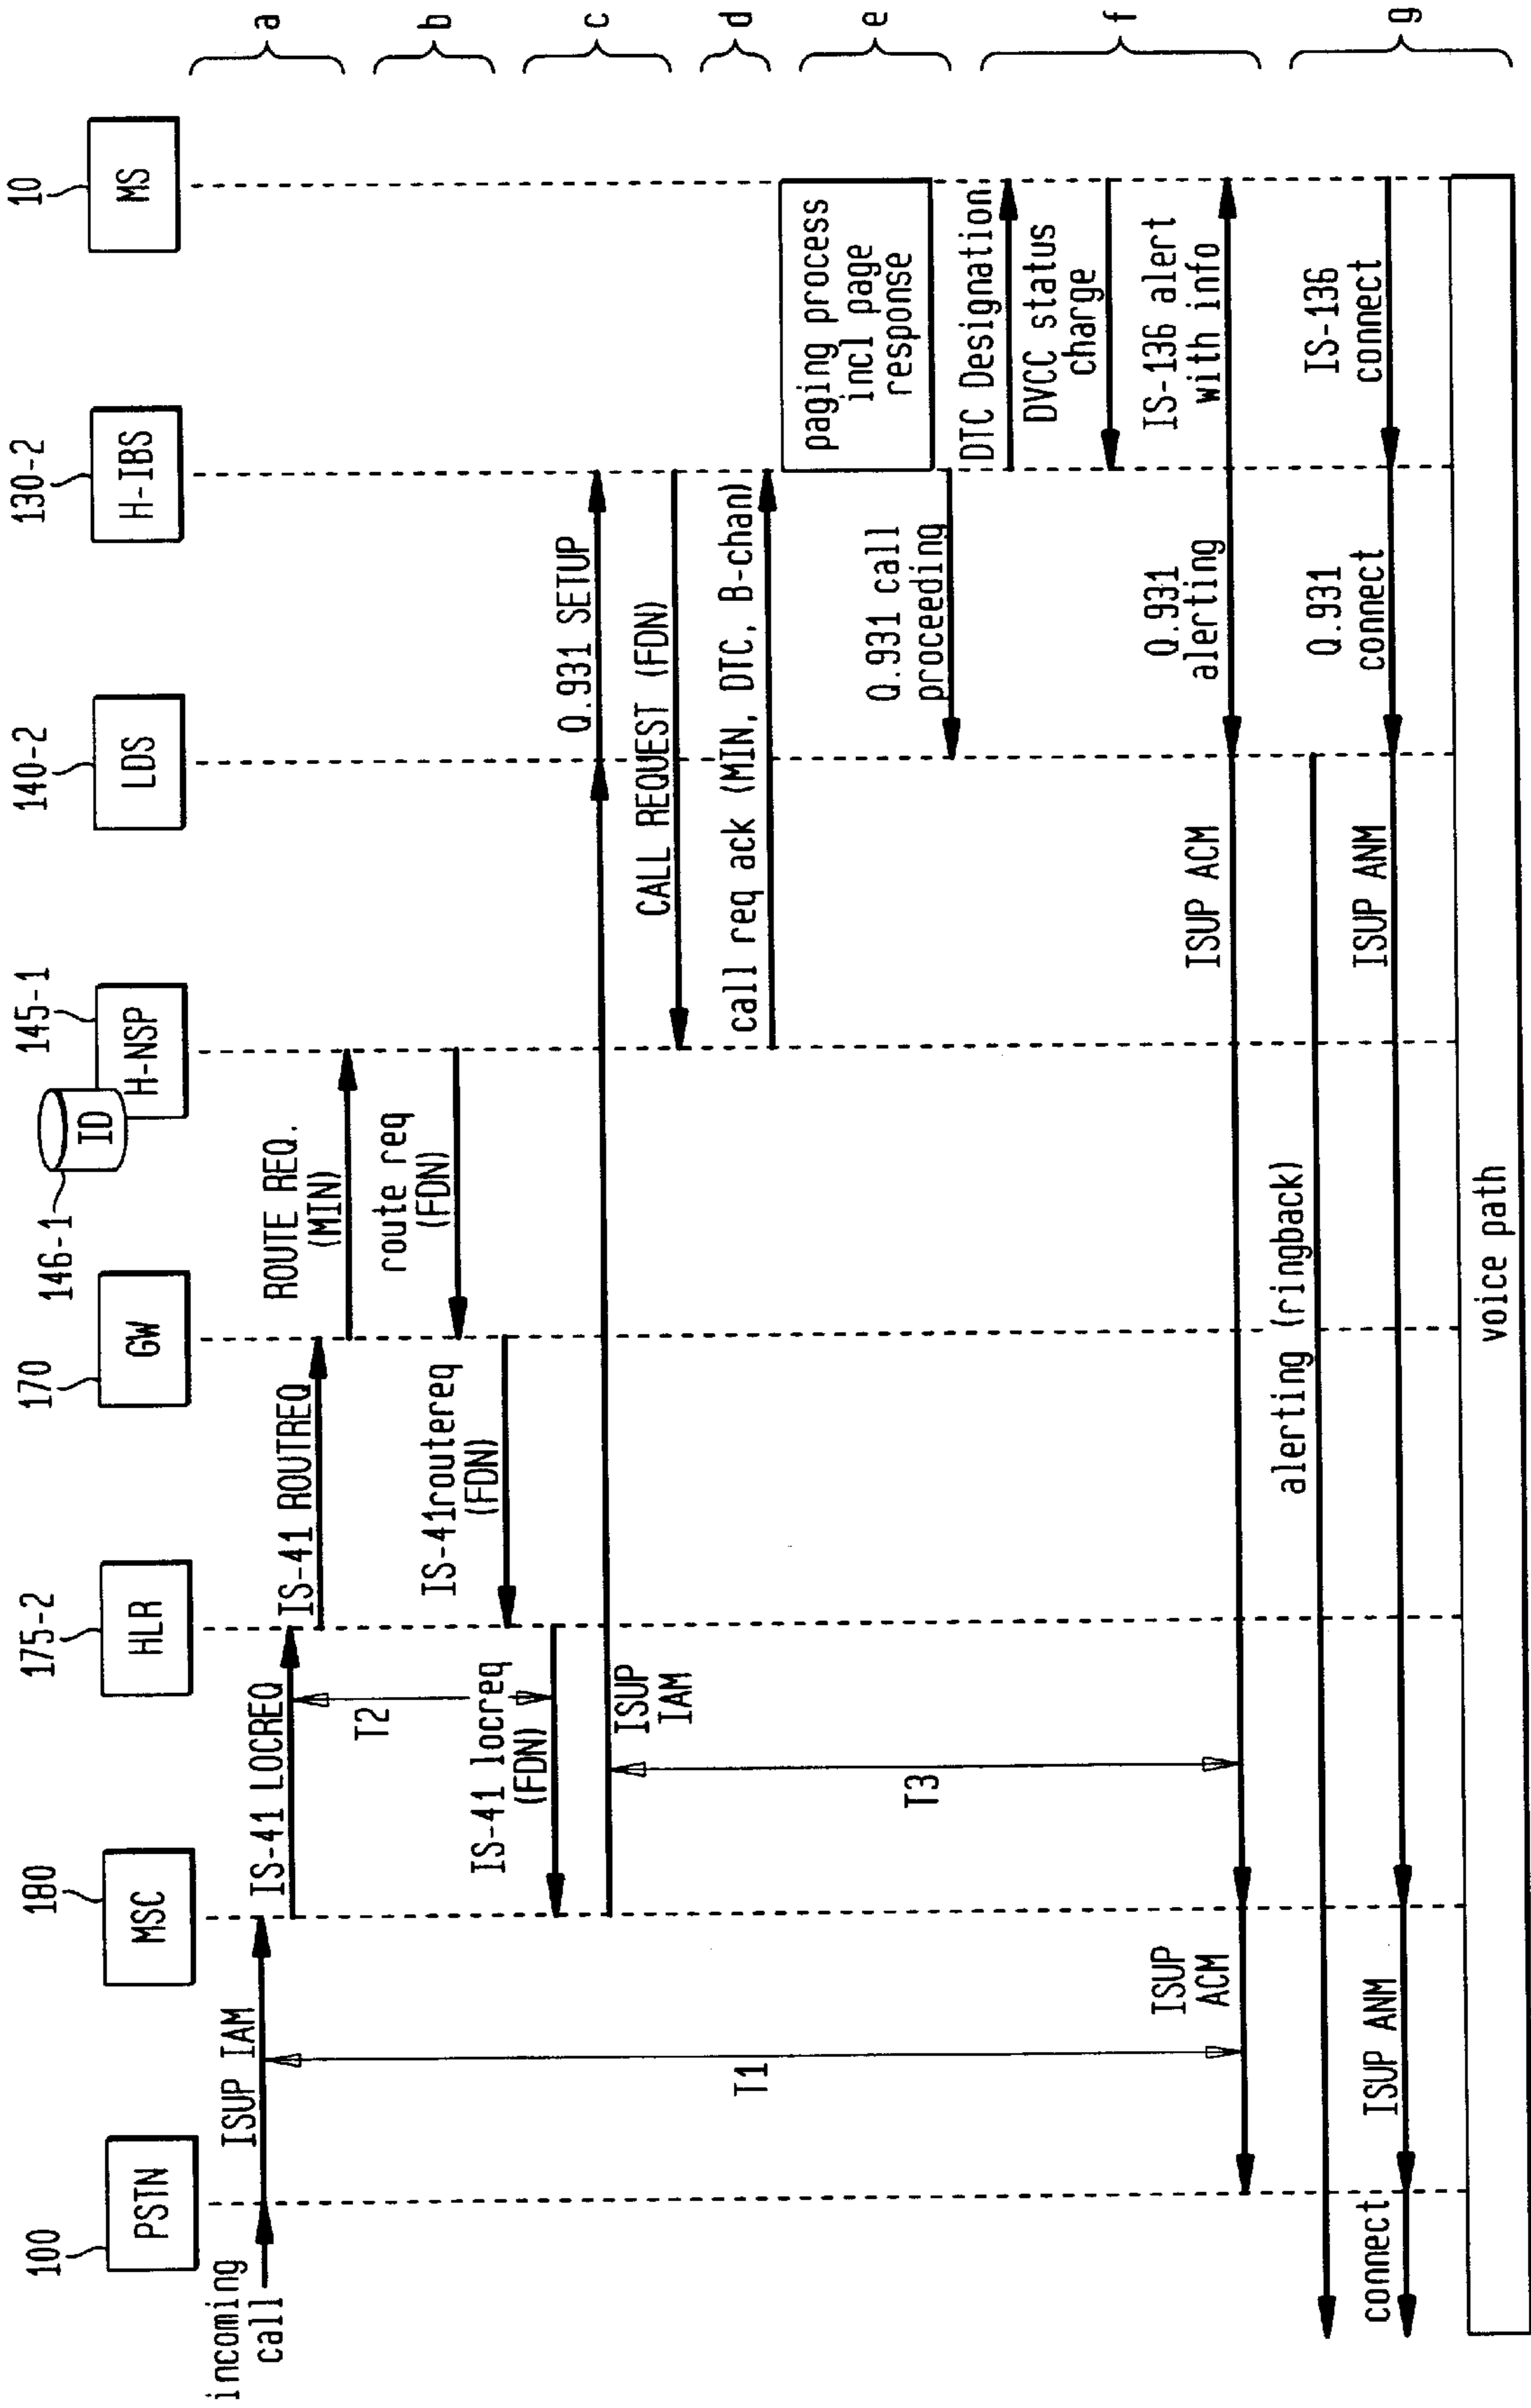 100
180
175-2
170
146-1
145-1
140-2
130-2
10
PSTN
MSC
HLR
GW
ID
H-NSP
LDS
H-IBS
MS
incoming
call
ISUP IAM
IS-41 LOCREQ
IS-41 ROUTREQ
ROUTE REQ.
(MIN)
a
T2
route req
(FDN)
IS-41routereq
(FDN)
b
IS-41 locreq
(FDN)
ISUP
IAM
Q.931 SETUP
CALL REQUEST (FDN)
c
call req ack (MIN, DTC, B-chan)
d
paging process
incl page
response
Q.931 call
proceeding
e
T1
T3
DTC Designation
DVCC status
charge
IS-136 alert
with info
Q.931
alerting
ISUP ACM
ISUP
ACM
f
alerting (ringback)
IS-136
connect
Q.931
connect
ISUP ANM
ISUP ANM
connect
g
voice path